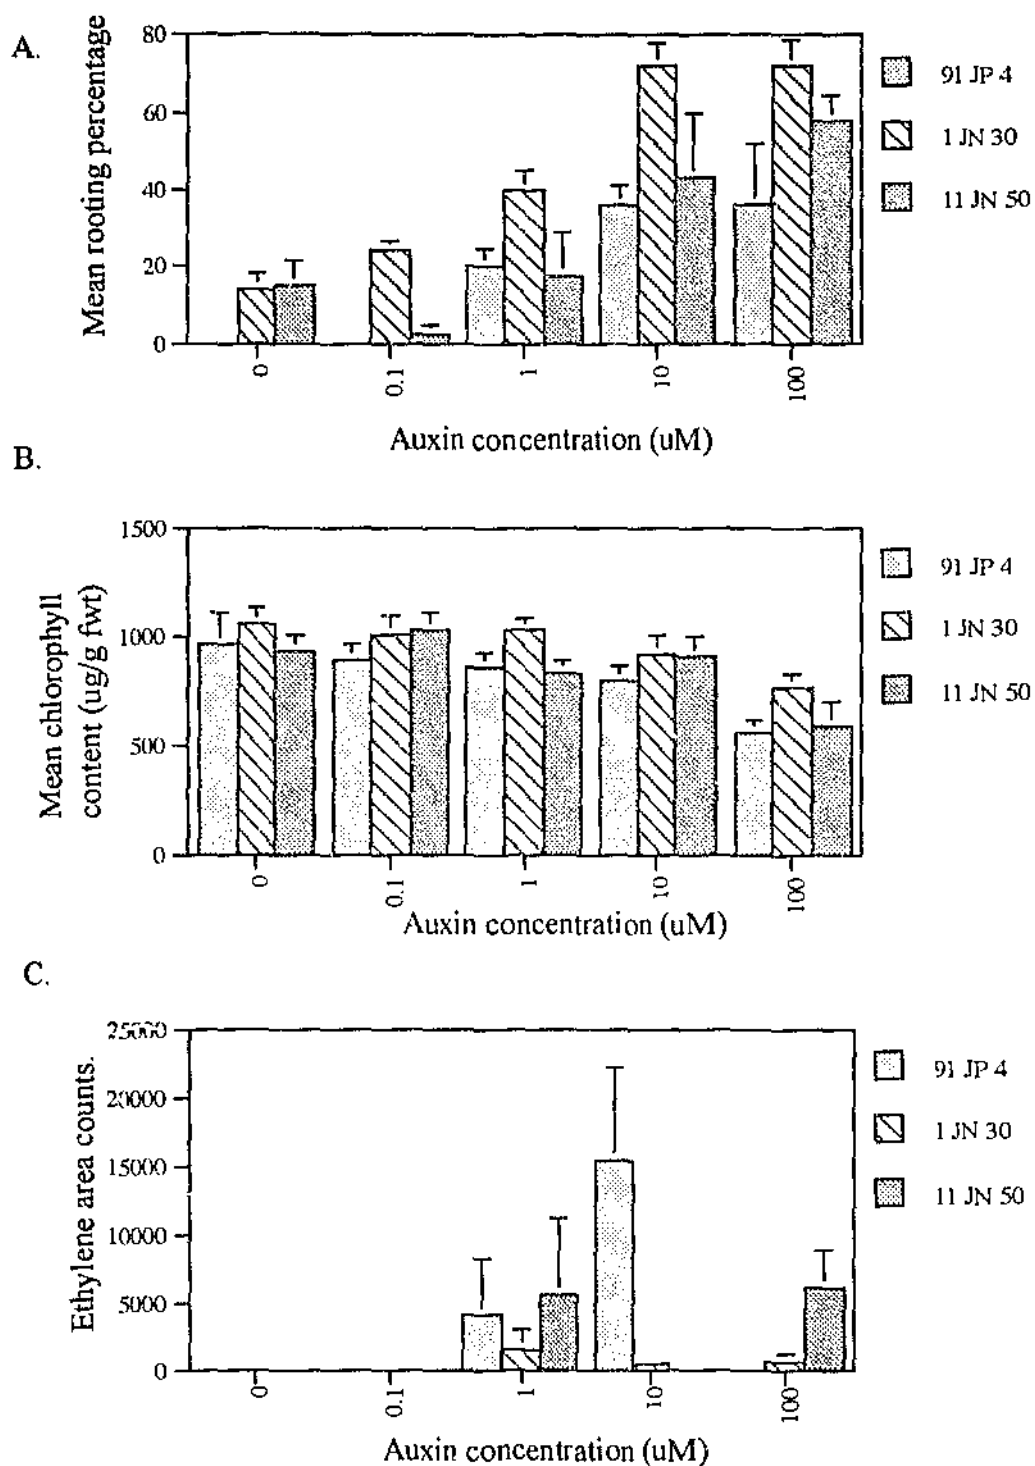 A.
Mean rooting percentage
80
60
40
20
0
0
0.1
1
10
100
Auxin concentration (uM)
91 JP 4
1 JN 30
11 JN 50
B.
Mean chlorophyll
content (ug/g fwt)
1500
1000
500
0
0
0.1
1
10
100
Auxin concentration (uM)
91 JP 4
1 JN 30
11 JN 50
C.
Ethylene area counts.
25000
20000
15000
10000
5000
0
0
0.1
1
10
100
Auxin concentration (uM)
91 JP 4
1 JN 30
11 JN 50